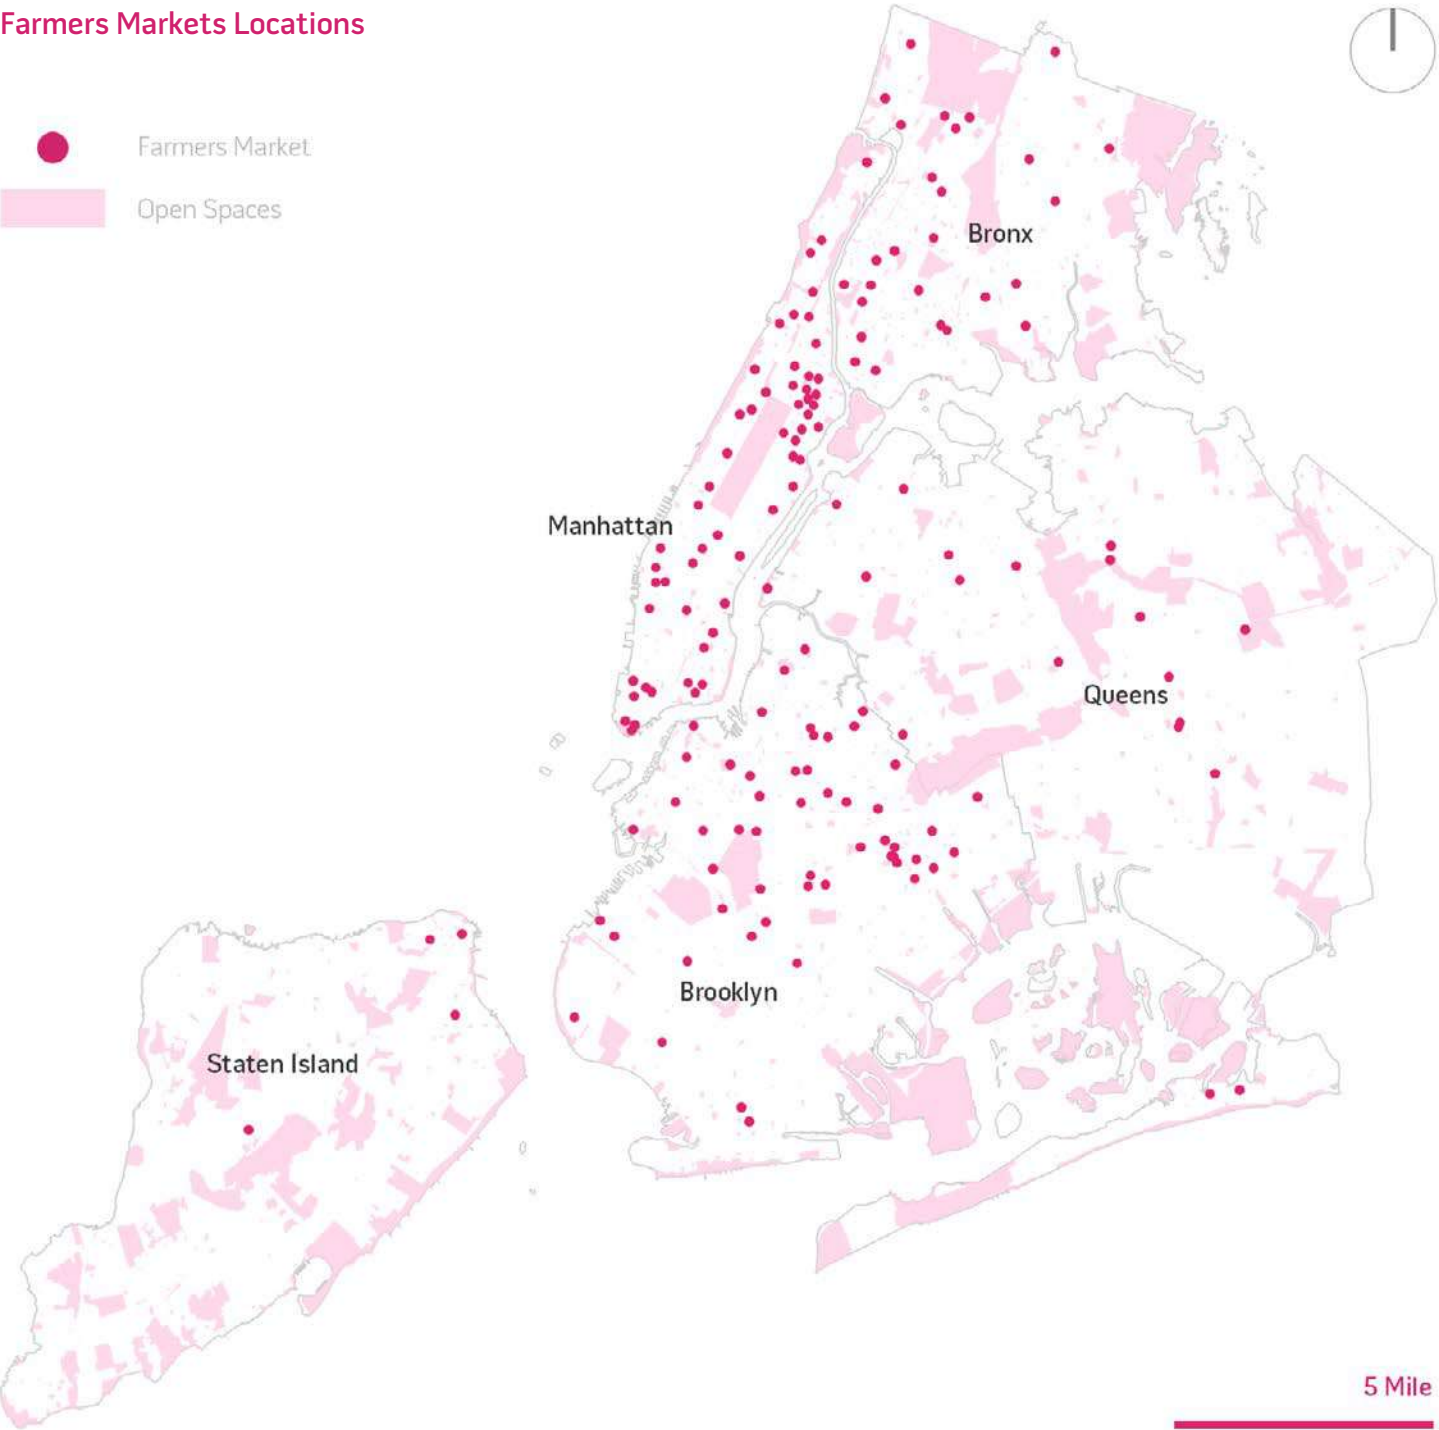 Farmers Markets Locations
Farmers Market
Open Spaces
Bronx
Manhattan
Queens
Brooklyn
Staten Island
5 Mile